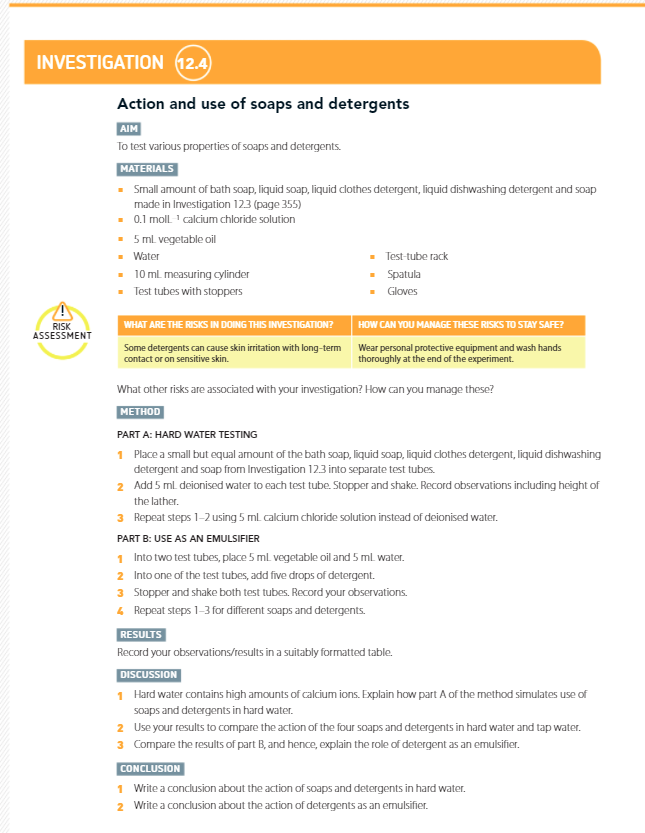 INVESTIGATION 12.4
Action and use of soaps and detergents
AIM
To test various properties of soaps and detergents.
MATERIALS
▪ Small amount of bath soap, liquid soap, liquid clothes detergent, liquid dishwashing detergent and soap
made in Investigation 12.3 (page 355)
▪ 0.1 molL⁻¹ calcium chloride solution
▪ 5 mL vegetable oil
▪ Water
▪ 10 mL measuring cylinder
▪ Test tubes with stoppers
▪ Test-tube rack
▪ Spatula
▪ Gloves
!
RISK
ASSESSMENT
WHAT ARE THE RISKS IN DOING THIS INVESTIGATION? HOW CAN YOU MANAGE THESE RISKS TO STAY SAFE?
Some detergents can cause skin irritation with long-term
contact or on sensitive skin.
Wear personal protective equipment and wash hands
thoroughly at the end of the experiment.
What other risks are associated with your investigation? How can you manage these?
METHOD
PART A: HARD WATER TESTING
1 Place a small but equal amount of the bath soap, liquid soap, liquid clothes detergent, liquid dishwashing
detergent and soap from Investigation 12.3 into separate test tubes.
2 Add 5 mL deionised water to each test tube. Stopper and shake. Record observations including height of
the lather.
3 Repeat steps 1–2 using 5 mL calcium chloride solution instead of deionised water.
PART B: USE AS AN EMULSIFIER
1 Into two test tubes, place 5 mL vegetable oil and 5 mL water.
2 Into one of the test tubes, add five drops of detergent.
3 Stopper and shake both test tubes. Record your observations.
4 Repeat steps 1–3 for different soaps and detergents.
RESULTS
Record your observations/results in a suitably formatted table.
DISCUSSION
1 Hard water contains high amounts of calcium ions. Explain how part A of the method simulates use of
soaps and detergents in hard water.
2 Use your results to compare the action of the four soaps and detergents in hard water and tap water.
3 Compare the results of part B, and hence, explain the role of detergent as an emulsifier.
CONCLUSION
1 Write a conclusion about the action of soaps and detergents in hard water.
2 Write a conclusion about the action of detergents as an emulsifier.